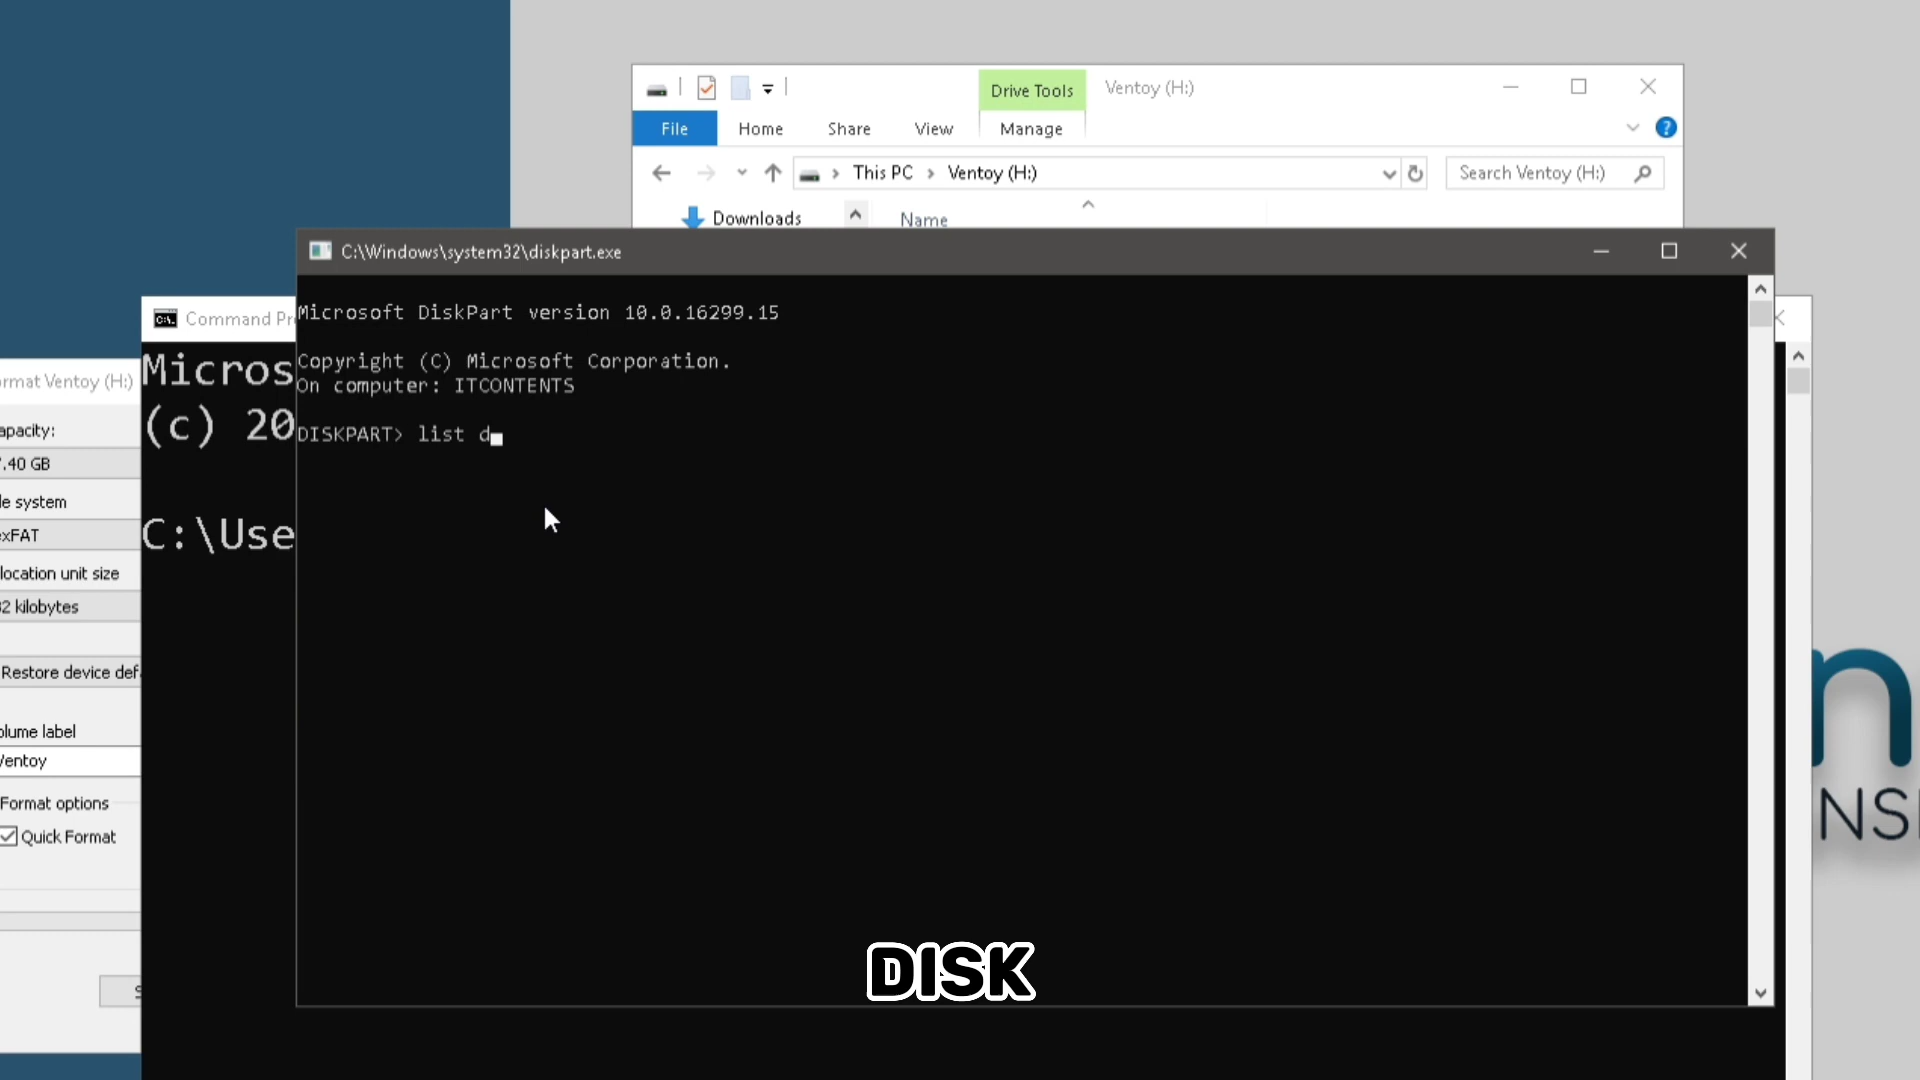 Drive Tools
Ventoy (H:)
File
Home
Share
View
Manage
This PC
Ventoy (H:)
Search Ventoy (H:)
Downloads
Name
C:\Windows\system32\diskpart.exe
Microsoft DiskPart version 10.0.16299.15
Copyright (C) Microsoft Corporation.
On computer: ITCONTENTS
DISKPART> list d
Command Pr
Micros
(c) 20
C:\Use
rmat Ventoy (H:)
apacity:
.40 GB
le system
xFAT
location unit size
32 kilobytes
Restore device def
olume label
Ventoy
Format options
Quick Format
S
n
NS
DISK